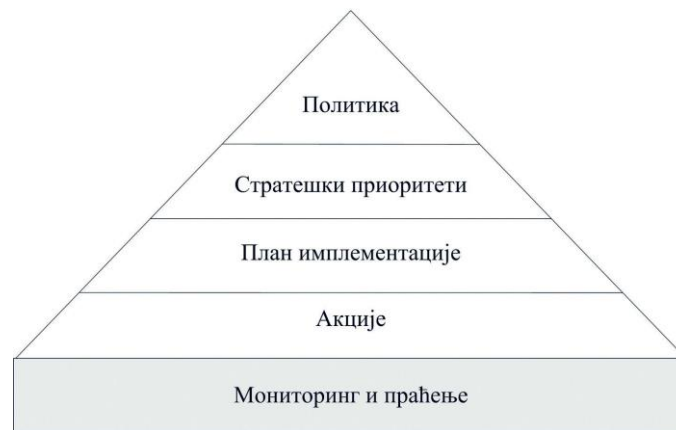 Политика
Стратешки приоритети
План имплементације
Акције
Мониторинг и праћење